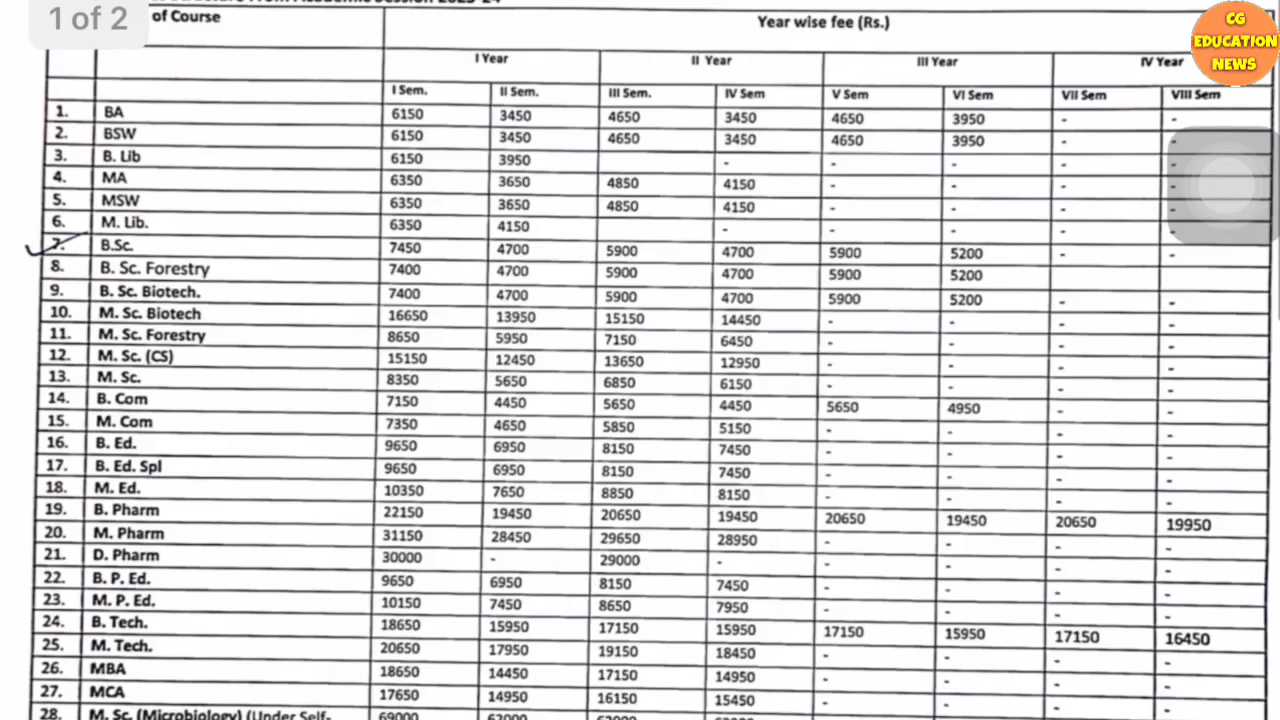 1 of 2
of Course Year wise fee (Rs.)
CG
EDUCATION
NEWS
I Year II Year III Year IV Year
I Sem. II Sem. III Sem. IV Sem V Sem VI Sem VII Sem VIII Sem
1. BA 6150 3450 4650 3450 4650 3950 - -
2. BSW 6150 3450 4650 3450 4650 3950 - -
3. B. Lib 6150 3950 - - - - -
4. MA 6350 3650 4850 4150 - - - -
5. MSW 6350 3650 4850 4150 - - - -
6. M. Lib. 6350 4150 - - - - -
7. B.Sc. 7450 4700 5900 4700 5900 5200 - -
8. B. Sc. Forestry 7400 4700 5900 4700 5900 5200
9. B. Sc. Biotech. 7400 4700 5900 4700 5900 5200 - -
10. M. Sc. Biotech 16650 13950 15150 14450 - - - -
11. M. Sc. Forestry 8650 5950 7150 6450 - - - -
12. M. Sc. (CS) 15150 12450 13650 12950 - - - -
13. M. Sc. 8350 5650 6850 6150 - - - -
14. B. Com 7150 4450 5650 4450 5650 4950 - -
15. M. Com 7350 4650 5850 5150 - - - -
16. B. Ed. 9650 6950 8150 7450 - - - -
17. B. Ed. Spl 9650 6950 8150 7450 - - - -
18. M. Ed. 10350 7650 8850 8150 - - - -
19. B. Pharm 22150 19450 20650 19450 20650 19450 20650 19950
20. M. Pharm 31150 28450 29650 28950 - - - -
21. D. Pharm 30000 - 29000 - - - - -
22. B. P. Ed. 9650 6950 8150 7450 - - - -
23. M. P. Ed. 10150 7450 8650 7950 - - - -
24. B. Tech. 18650 15950 17150 15950 17150 15950 17150 16450
25. M. Tech. 20650 17950 19150 18450 - - - -
26. MBA 18650 14450 17150 14950 - - - -
27. MCA 17650 14950 16150 15450 - - - -
28. M. Sc. (Microbiology) (Under Self- 69000 62000